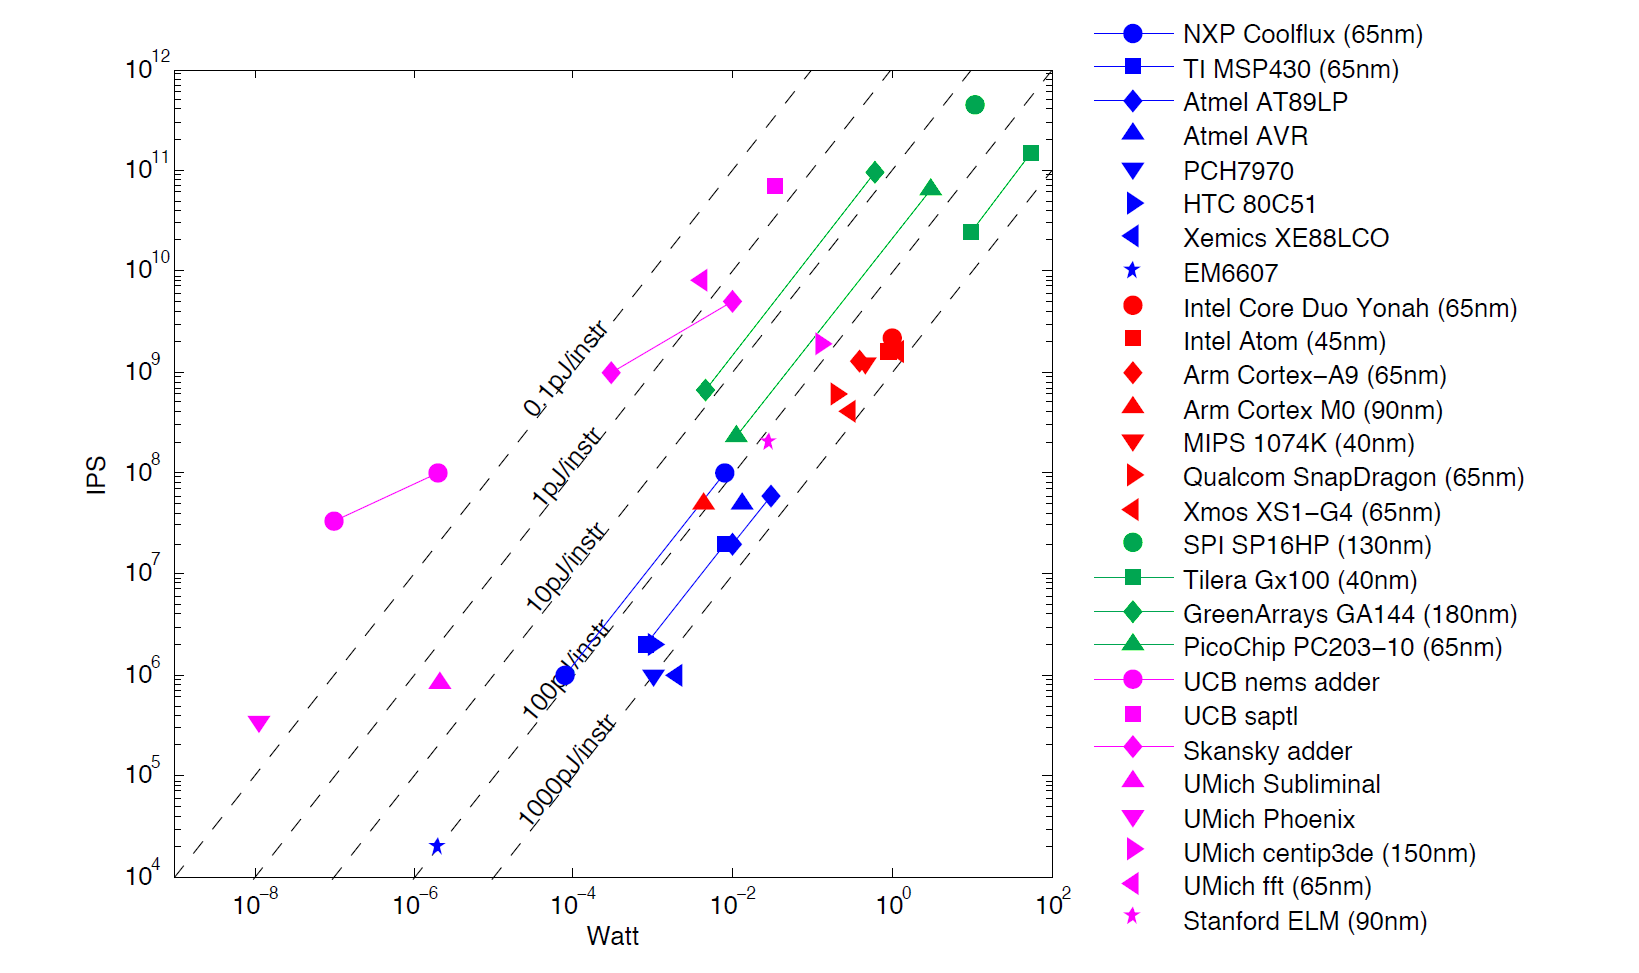 10^12
10^11
10^10
10^9
10^8
10^7
10^6
10^5
10^4
IPS
10^−8
10^−6
10^−4
10^−2
10^0
10^2
Watt
0.1pJ/instr
1pJ/instr
10pJ/instr
100pJ/instr
1000pJ/instr
NXP Coolflux (65nm)
TI MSP430 (65nm)
Atmel AT89LP
Atmel AVR
PCH7970
HTC 80C51
Xemics XE88LCO
EM6607
Intel Core Duo Yonah (65nm)
Intel Atom (45nm)
Arm Cortex−A9 (65nm)
Arm Cortex M0 (90nm)
MIPS 1074K (40nm)
Qualcom SnapDragon (65nm)
Xmos XS1−G4 (65nm)
SPI SP16HP (130nm)
Tilera Gx100 (40nm)
GreenArrays GA144 (180nm)
PicoChip PC203−10 (65nm)
UCB nems adder
UCB saptl
Skansky adder
UMich Subliminal
UMich Phoenix
UMich centip3de (150nm)
UMich fft (65nm)
Stanford ELM (90nm)